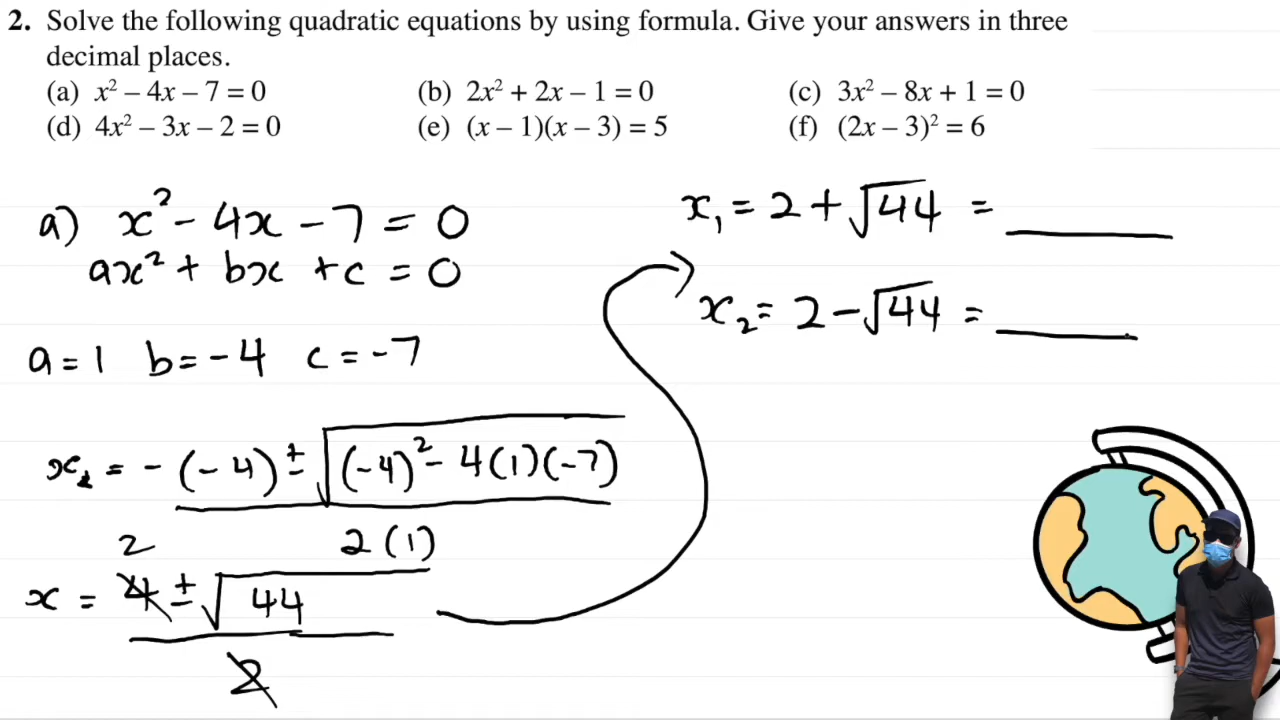 2. Solve the following quadratic equations by using formula. Give your answers in three
decimal places.
(a) x² – 4x – 7 = 0 (b) 2x² + 2x – 1 = 0 (c) 3x² – 8x + 1 = 0
(d) 4x² – 3x – 2 = 0 (e) (x – 1)(x – 3) = 5 (f) (2x – 3)² = 6
a) x² - 4x - 7 = 0
ax² + bx + c = 0
a = 1 b = -4 c = -7
x₂ = -(-4) ± √(-4)² - 4(1)(-7)
2(1)
2
x = 4 ± √44
2
x₁ = 2 + √44 = ____
x₂ = 2 - √44 = ____